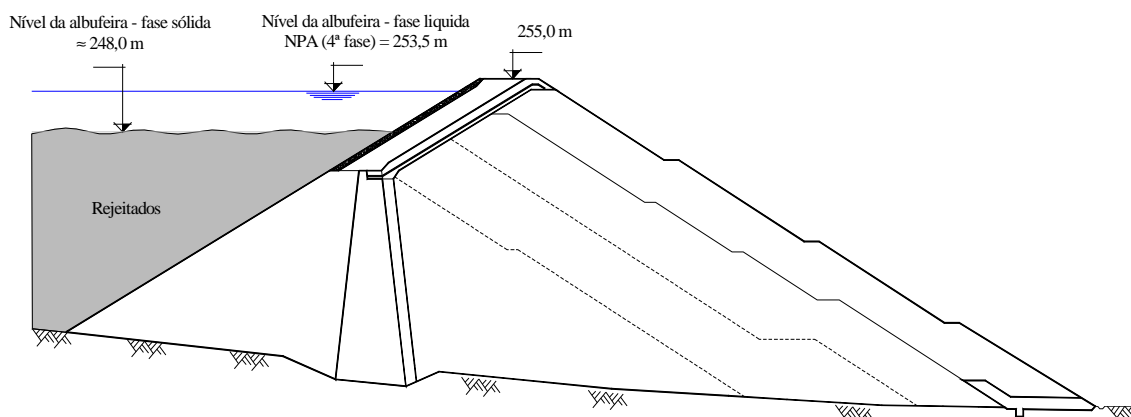 Nível da albufeira - fase sólida
≈ 248,0 m
Nível da albufeira - fase liquida
NPA (4ª fase) = 253,5 m
255,0 m
Rejeitados